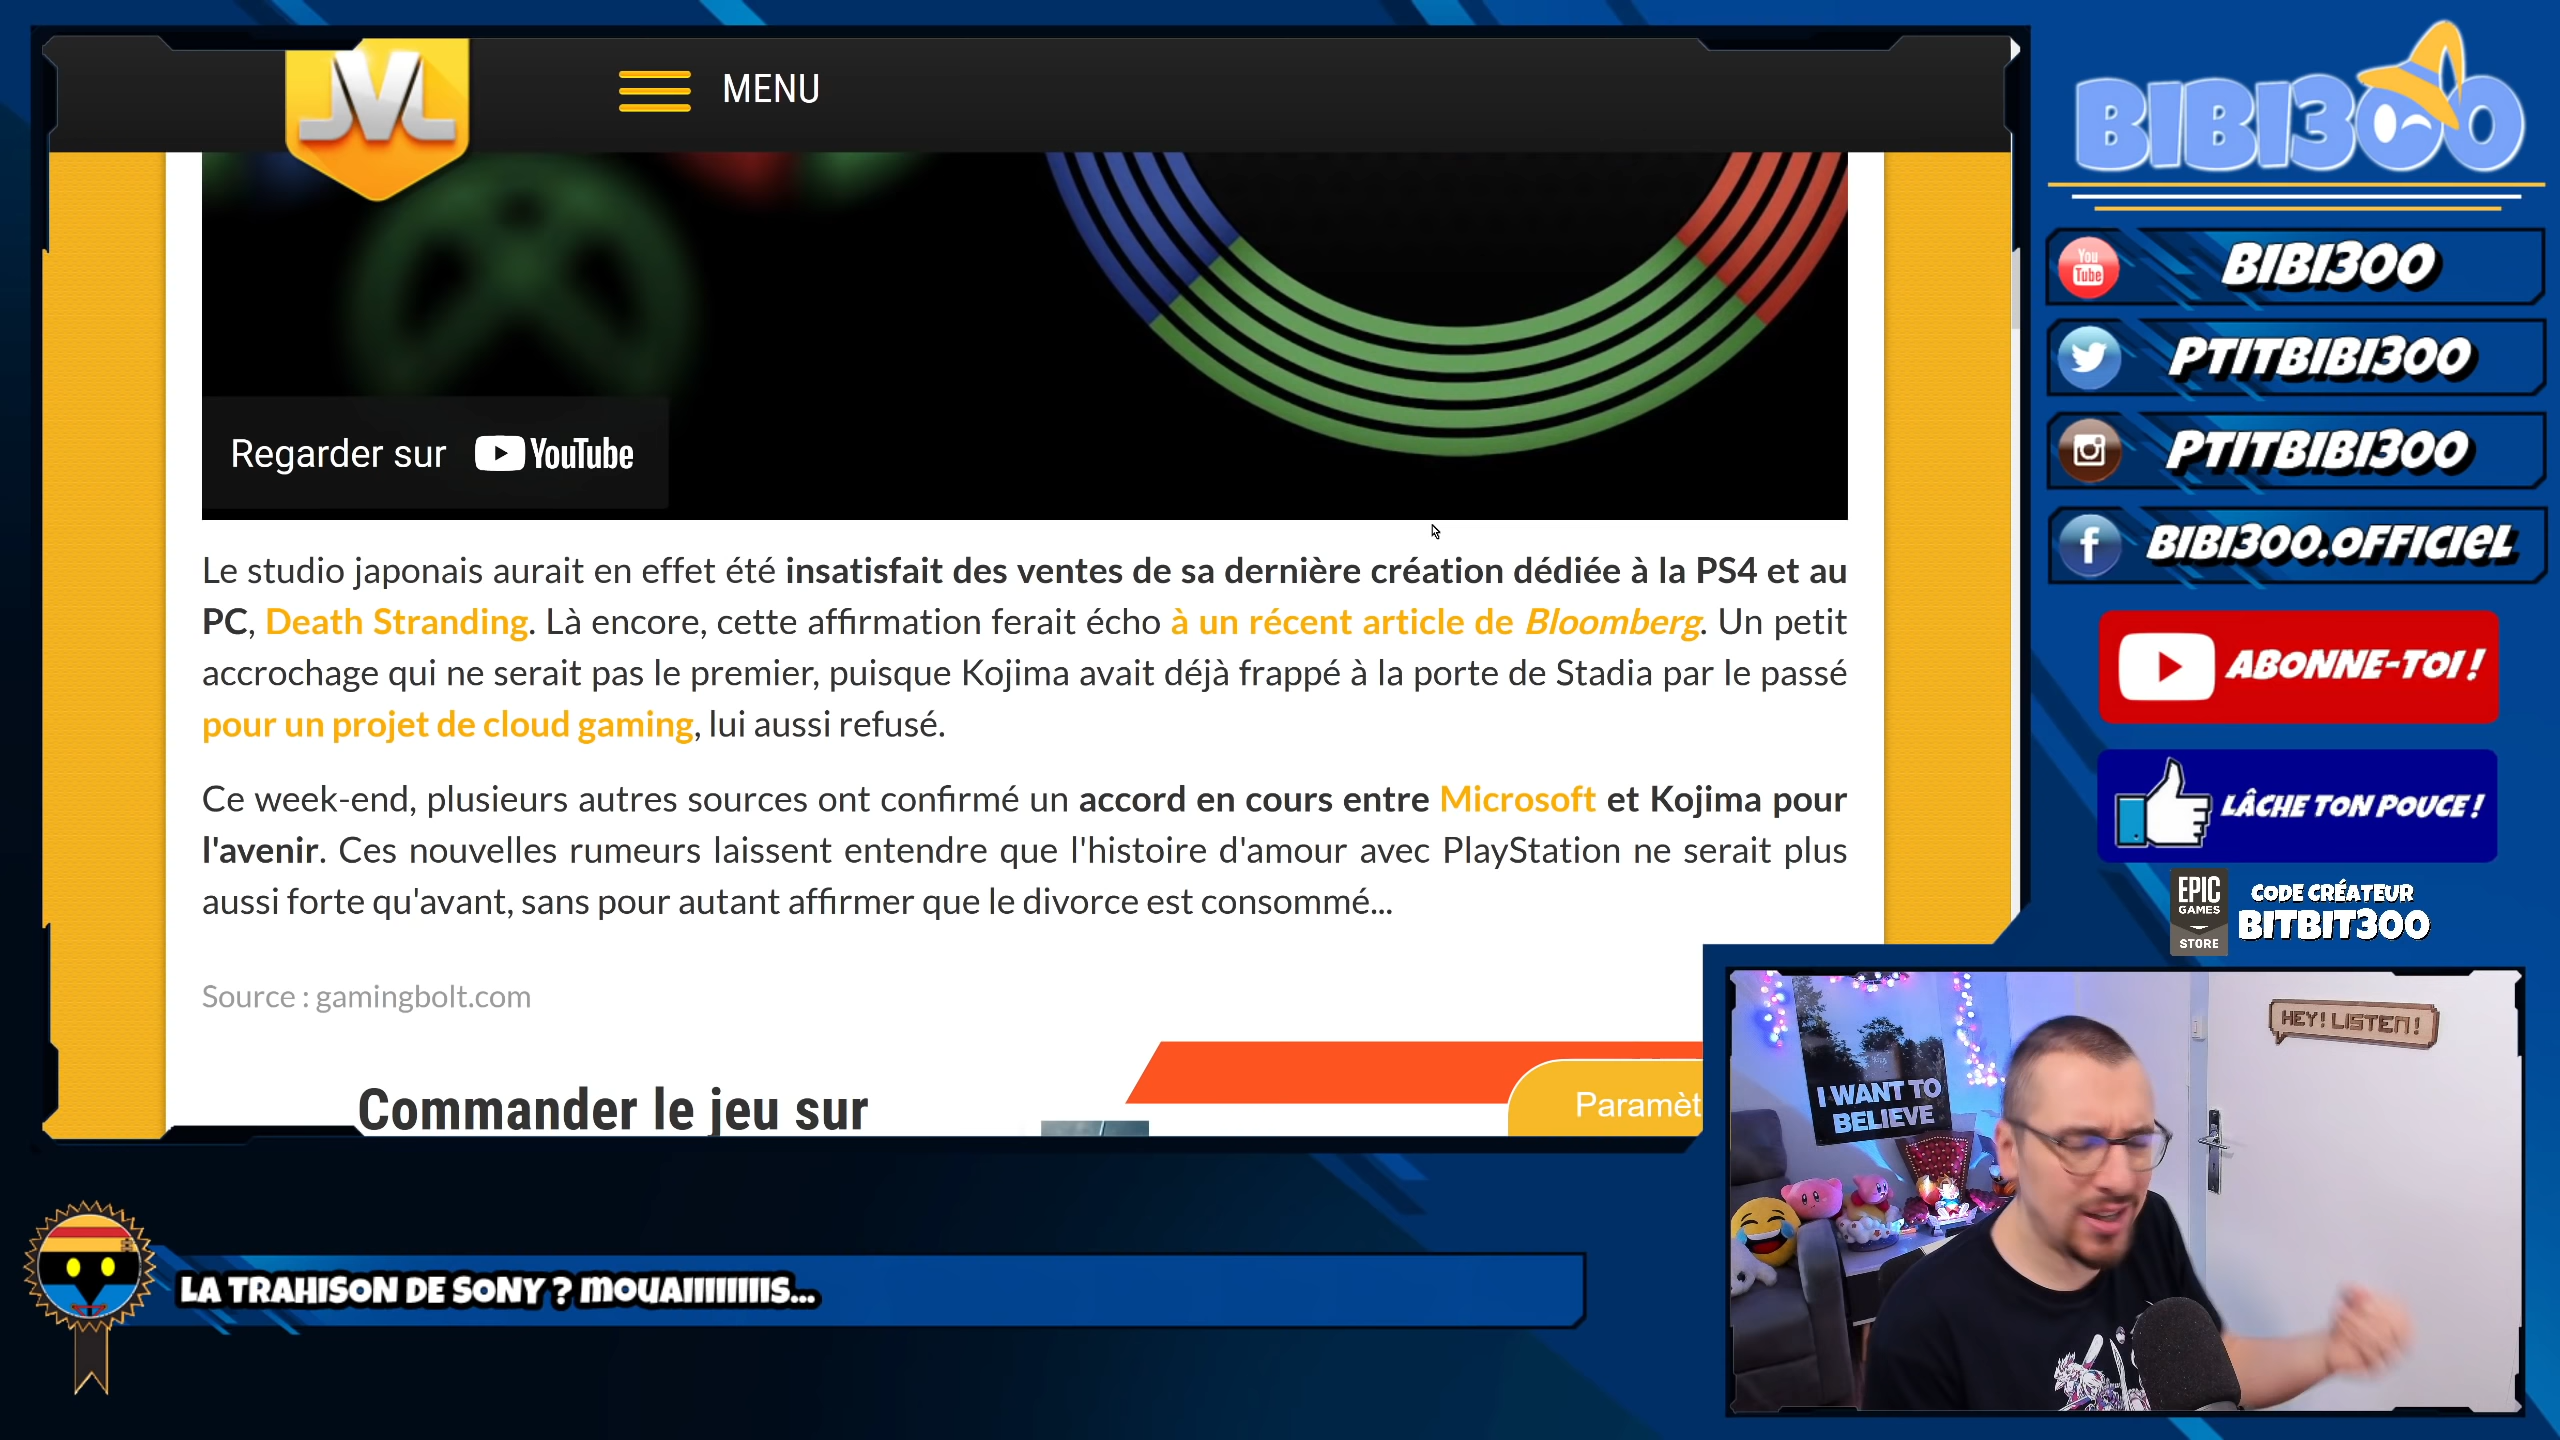 JVL
MENU
Regarder sur YouTube
Le studio japonais aurait en effet été insatisfait des ventes de sa dernière création dédiée à la PS4 et au
PC, Death Stranding. Là encore, cette affirmation ferait écho à un récent article de Bloomberg. Un petit
accrochage qui ne serait pas le premier, puisque Kojima avait déjà frappé à la porte de Stadia par le passé
pour un projet de cloud gaming, lui aussi refusé.
Ce week-end, plusieurs autres sources ont confirmé un accord en cours entre Microsoft et Kojima pour
l'avenir. Ces nouvelles rumeurs laissent entendre que l'histoire d'amour avec PlayStation ne serait plus
aussi forte qu'avant, sans pour autant affirmer que le divorce est consommé...
Source : gamingbolt.com
Commander le jeu sur
Paramèt
LA TRAHISON DE SONY ? MOUAIIIIIIIIS...
BIBI300
You Tube
BIBI300
PTITBIBI300
PTITBIBI300
f
BIBI300.OFFICIEL
ABONNE-TOI !
LÂCHE TON POUCE !
EPIC
GAMES
STORE
CODE CRÉATEUR
BITBIT300
HEY! LISTEN!
I WANT TO
BELIEVE